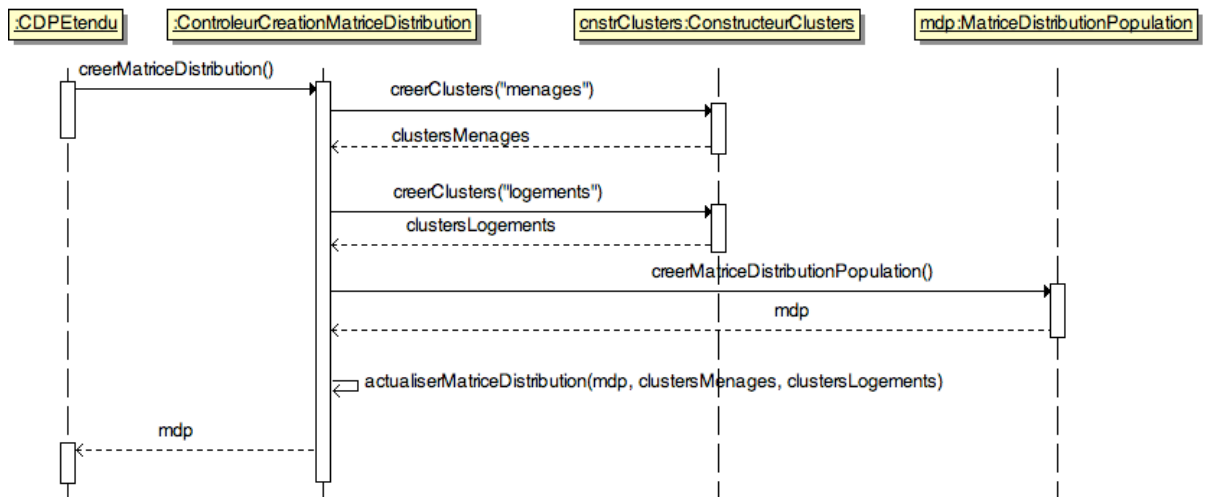 :CDPEtendu
:ControleurCreationMatriceDistribution
cnstrClusters:ConstructeurClusters
mdp:MatriceDistributionPopulation
creerMatriceDistribution()
creerClusters("menages")
clustersMenages
creerClusters("logements")
clustersLogements
creerMatriceDistributionPopulation()
mdp
actualiserMatriceDistribution(mdp, clustersMenages, clustersLogements)
mdp